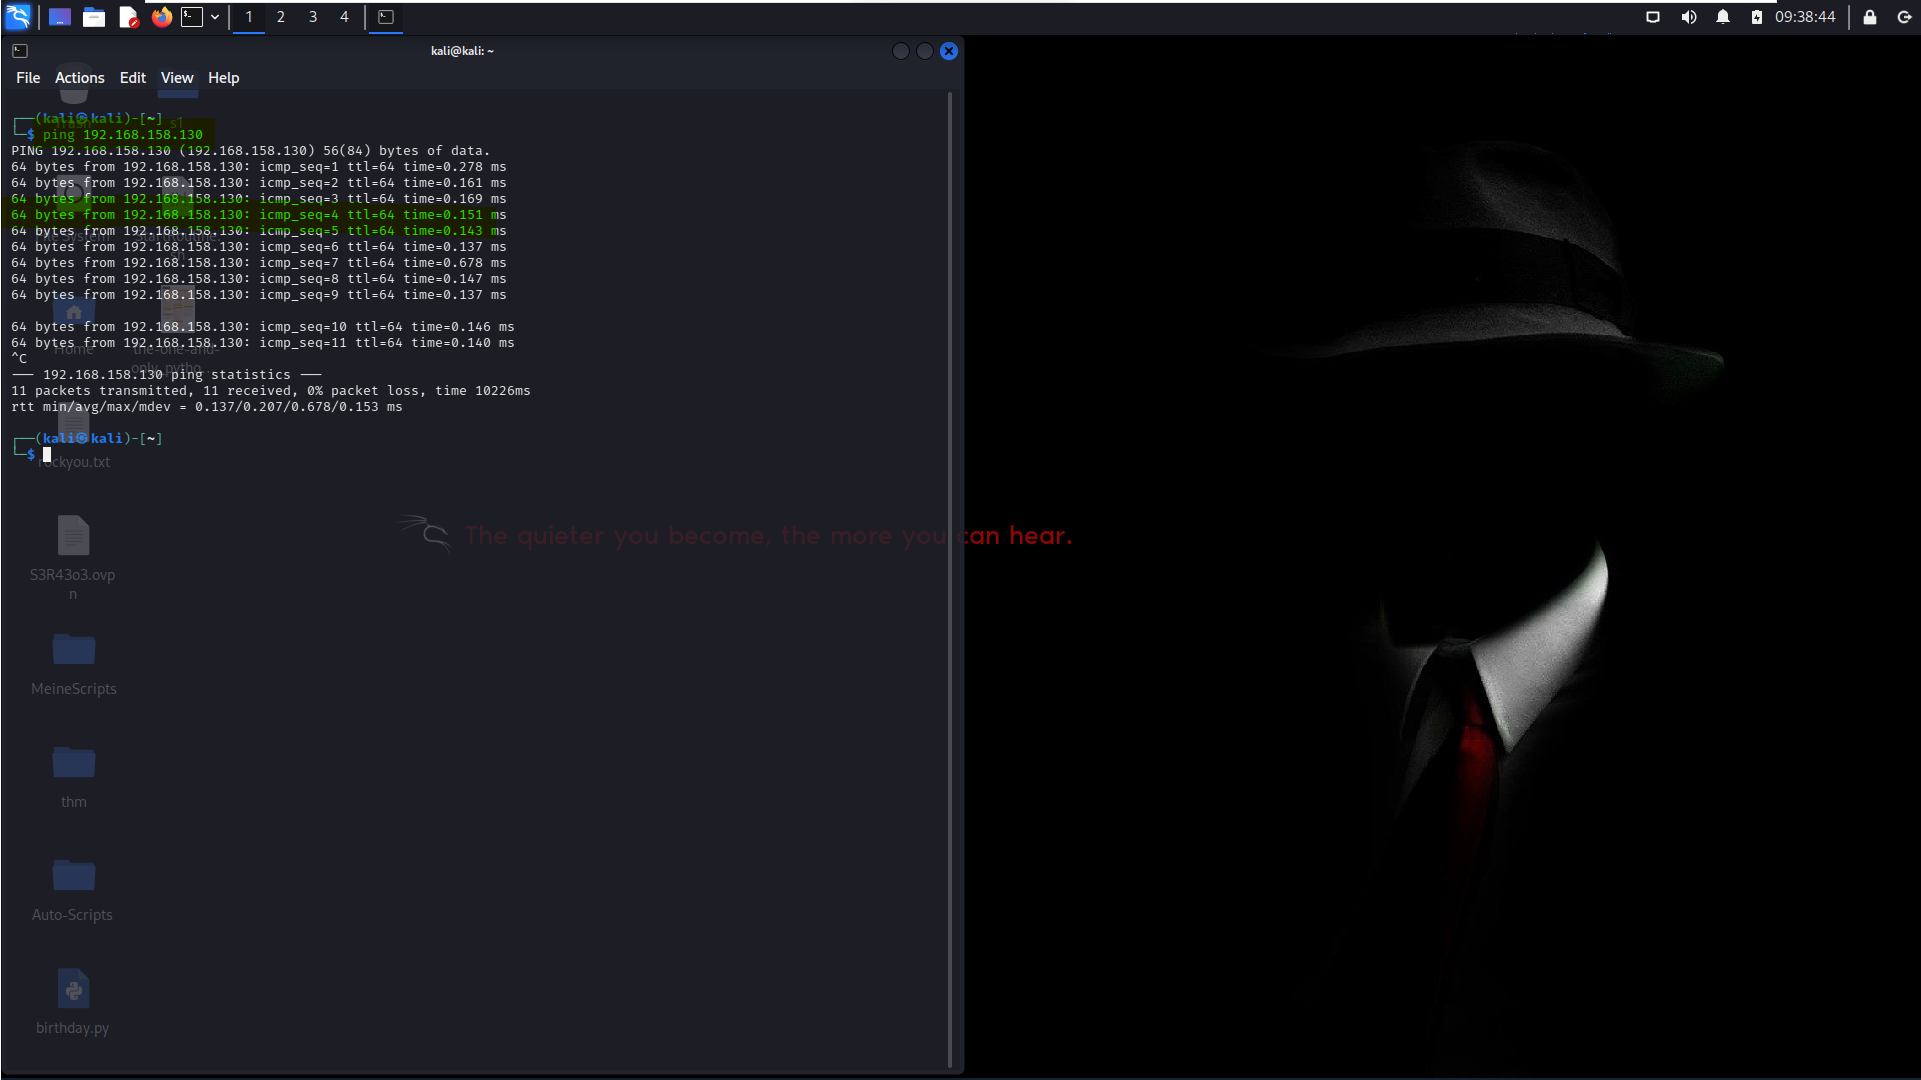 1 2 3 4
09:38:44
kali@kali: ~
File Actions Edit View Help
┌──(kali㉿kali)-[~]
└─$ ping 192.168.158.130
PING 192.168.158.130 (192.168.158.130) 56(84) bytes of data.
64 bytes from 192.168.158.130: icmp_seq=1 ttl=64 time=0.278 ms
64 bytes from 192.168.158.130: icmp_seq=2 ttl=64 time=0.161 ms
64 bytes from 192.168.158.130: icmp_seq=3 ttl=64 time=0.169 ms
64 bytes from 192.168.158.130: icmp_seq=4 ttl=64 time=0.151 ms
64 bytes from 192.168.158.130: icmp_seq=5 ttl=64 time=0.143 ms
64 bytes from 192.168.158.130: icmp_seq=6 ttl=64 time=0.137 ms
64 bytes from 192.168.158.130: icmp_seq=7 ttl=64 time=0.678 ms
64 bytes from 192.168.158.130: icmp_seq=8 ttl=64 time=0.147 ms
64 bytes from 192.168.158.130: icmp_seq=9 ttl=64 time=0.137 ms
64 bytes from 192.168.158.130: icmp_seq=10 ttl=64 time=0.146 ms
64 bytes from 192.168.158.130: icmp_seq=11 ttl=64 time=0.140 ms
^C
─── 192.168.158.130 ping statistics ───
11 packets transmitted, 11 received, 0% packet loss, time 10226ms
rtt min/avg/max/mdev = 0.137/0.207/0.678/0.153 ms
┌──(kali㉿kali)-[~]
└─$
Trash
s1
File System
Home
the-one-and-
only_pytho...
rockyou.txt
The quieter you become, the more you can hear.
S3R43o3.ovp
n
MeineScripts
thm
Auto-Scripts
birthday.py